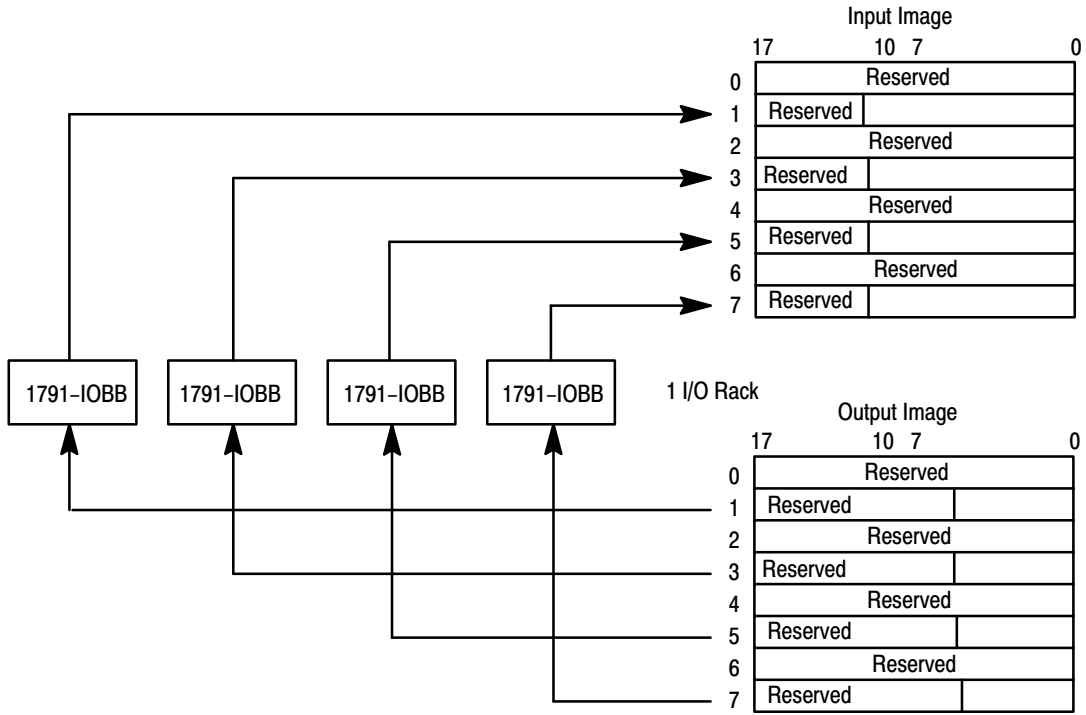 Input Image
17 10 7 0
0 Reserved
1 Reserved
2 Reserved
3 Reserved
4 Reserved
5 Reserved
6 Reserved
7 Reserved
1791–IOBB 1791–IOBB 1791–IOBB 1791–IOBB
1 I/O Rack
Output Image
17 10 7 0
0 Reserved
1 Reserved
2 Reserved
3 Reserved
4 Reserved
5 Reserved
6 Reserved
7 Reserved